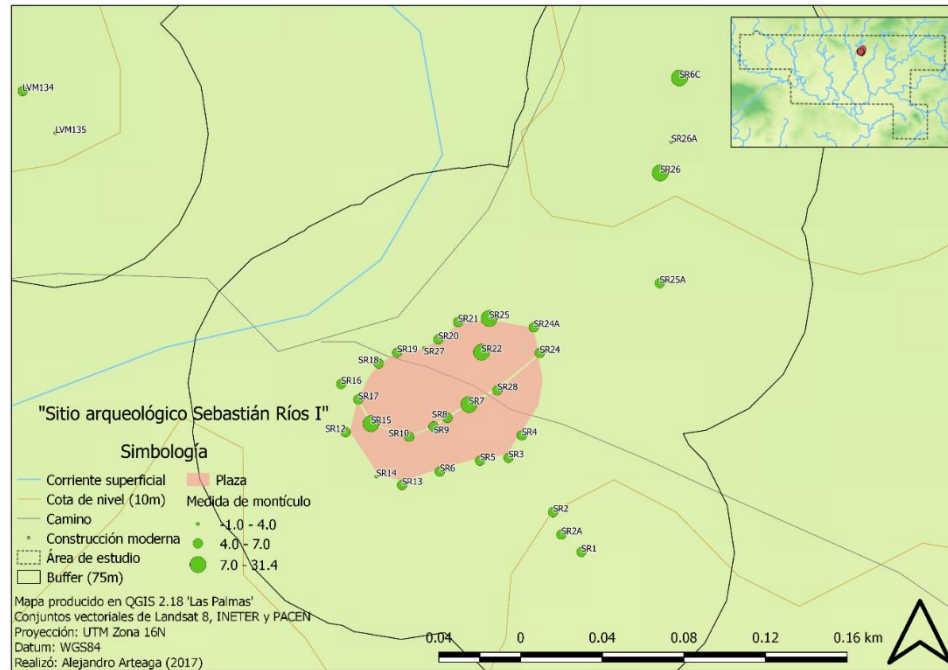 LVM134
LVM135
SR6C
SR26A
SR26
SR25A
SR21
SR25
SR24A
SR20
SR27
SR19
SR22
SR24
SR18
SR16
SR28
SR17
SR7
SR8
SR15
SR9
SR12
SR10
SR4
SR5
SR3
SR6
SR14
SR13
SR2
SR2A
SR1
"Sitio arqueológico Sebastián Ríos I"
Simbología
Corriente superficial
Cota de nivel (10m)
Camino
Construcción moderna
Área de estudio
Buffer (75m)
Plaza
Medida de montículo
-1.0 - 4.0
4.0 - 7.0
7.0 - 31.4
Mapa producido en QGIS 2.18 'Las Palmas'
Conjuntos vectoriales de Landsat 8, INETER y PACEN
Proyección: UTM Zona 16N
Datum: WGS84
Realizó: Alejandro Arteaga (2017)
0.04 0 0.04 0.08 0.12 0.16 km